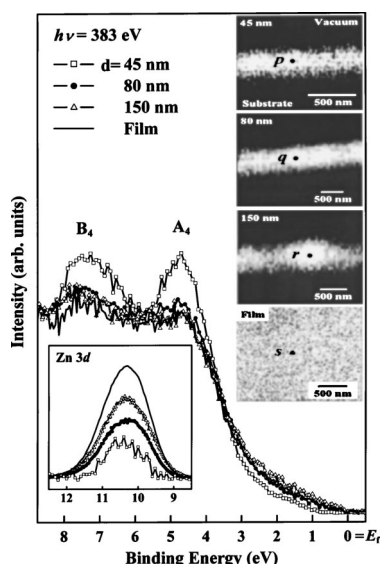 hν = 383 eV
d= 45 nm
80 nm
150 nm
Film
45 nm Vacuum
p
Substrate 500 nm
80 nm
q
500 nm
150 nm
r
500 nm
Film
s
500 nm
B4 A4
Intensity (arb. units)
Zn 3d
12 11 10 9
8 7 6 5 4 3 2 1 0 = Ef
Binding Energy (eV)